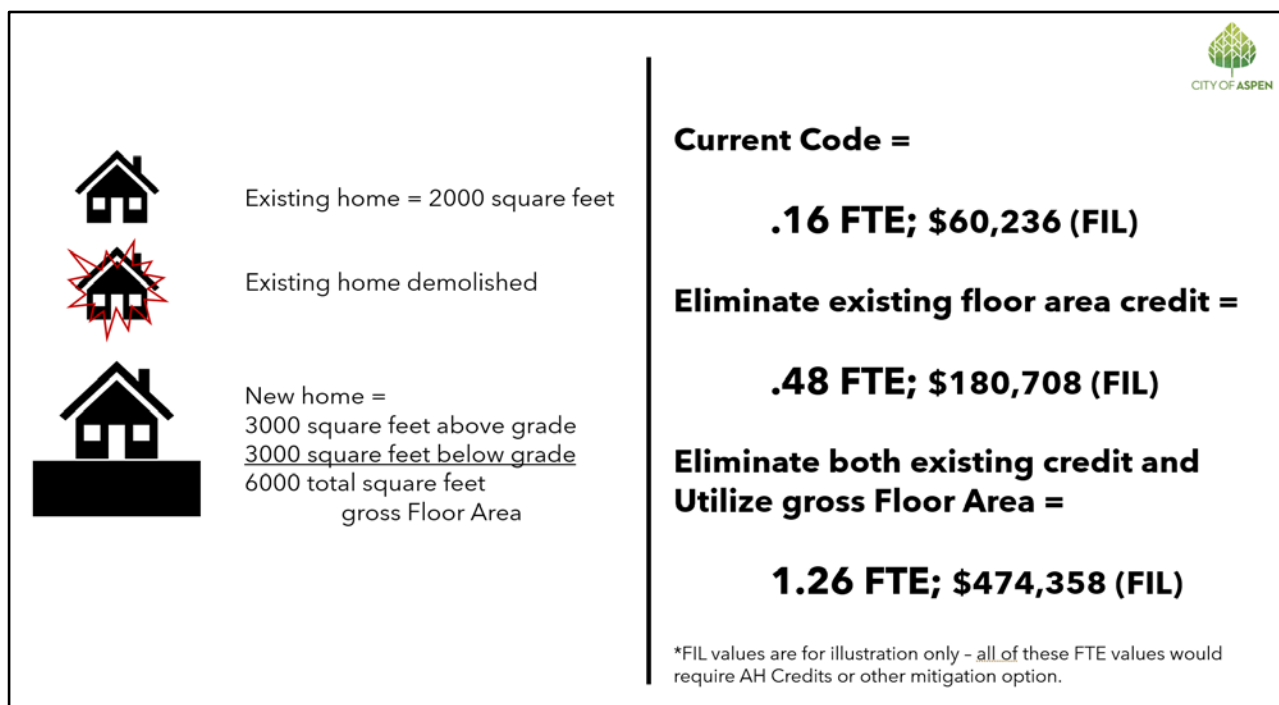 CITY OF ASPEN
Existing home = 2000 square feet
Existing home demolished
New home =
3000 square feet above grade
3000 square feet below grade
6000 total square feet
gross Floor Area
Current Code =
.16 FTE; $60,236 (FIL)
Eliminate existing floor area credit =
.48 FTE; $180,708 (FIL)
Eliminate both existing credit and
Utilize gross Floor Area =
1.26 FTE; $474,358 (FIL)
*FIL values are for illustration only – all of these FTE values would
require AH Credits or other mitigation option.